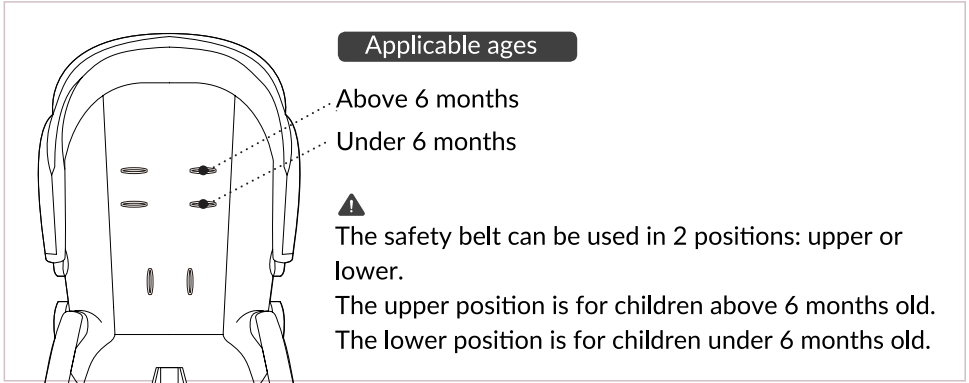 Applicable ages
Above 6 months
Under 6 months
The safety belt can be used in 2 positions: upper or
lower.
The upper position is for children above 6 months old.
The lower position is for children under 6 months old.